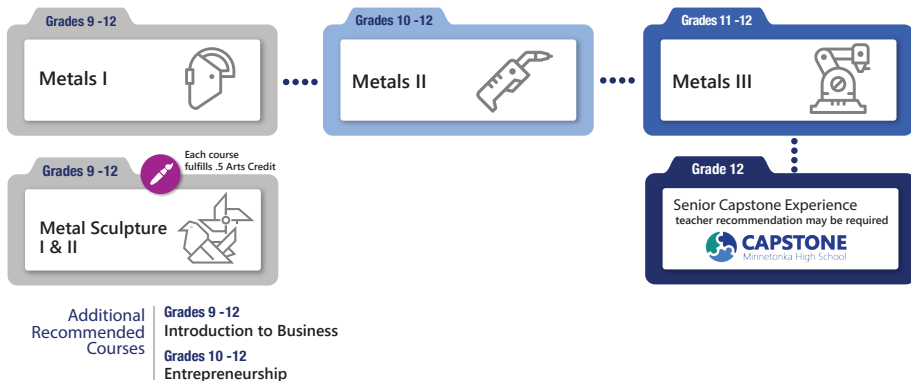 Grades 9 -12
Metals I
Grades 10 -12
Metals II
Grades 11 -12
Metals III
Grades 9 -12
Each course
fulfills .5 Arts Credit
Metal Sculpture
I & II
Grade 12
Senior Capstone Experience
teacher recommendation may be required
CAPSTONE
Minnetonka High School
Additional
Recommended
Courses
Grades 9 -12
Introduction to Business
Grades 10 -12
Entrepreneurship